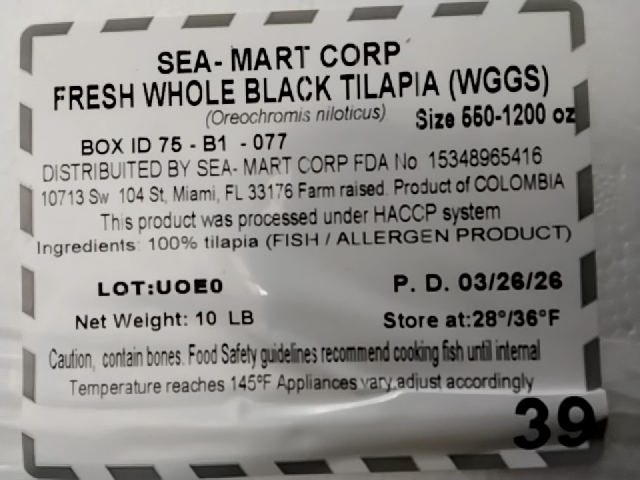 SEA- MART CORP
FRESH WHOLE BLACK TILAPIA (WGGS)
(Oreochromis niloticus) Size 550-1200 oz
BOX ID 75 - B1 - 077
DISTRIBUITED BY SEA- MART CORP FDA No 15348965416
10713 Sw 104 St, Miami, FL 33176 Farm raised. Product of COLOMBIA
This product was processed under HACCP system
Ingredients: 100% tilapia (FISH / ALLERGEN PRODUCT)
LOT:UOE0 P. D. 03/26/26
Net Weight: 10 LB Store at:28°/36°F
Caution, contain bones. Food Safety guidelines recommend cooking fish until internal
Temperature reaches 145°F Appliances vary,adjust accordingly
39